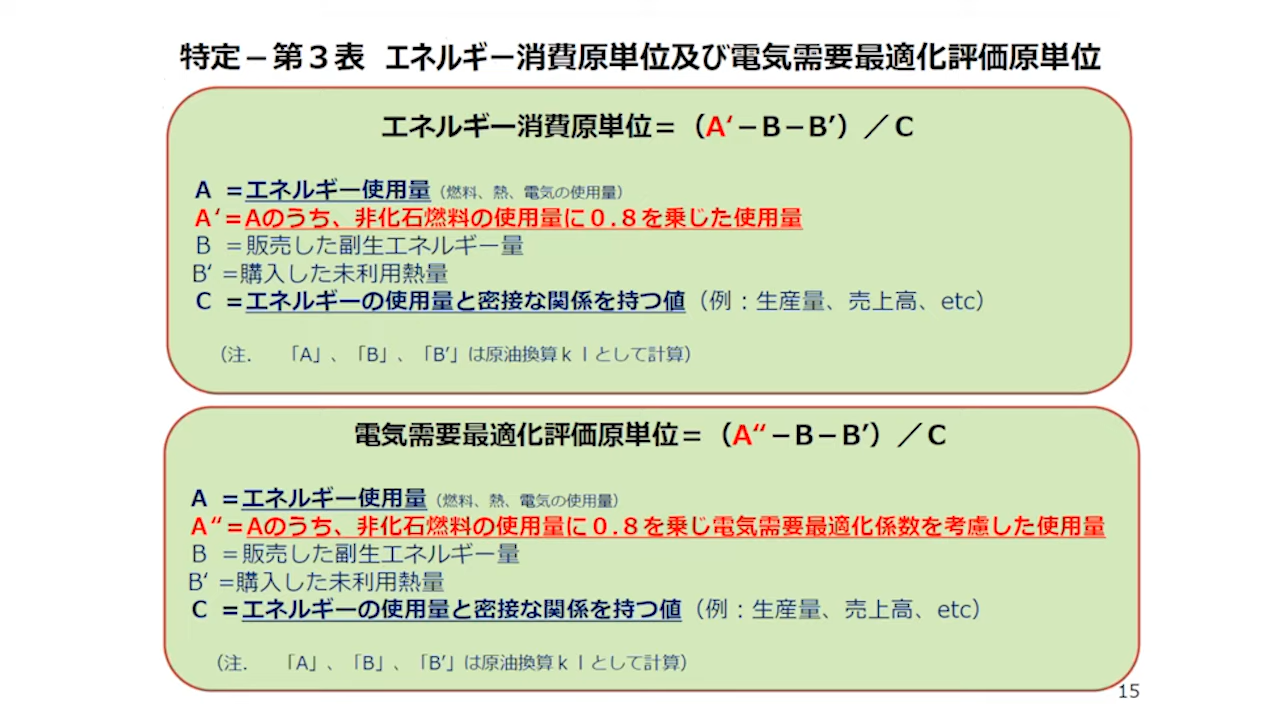 特定－第３表 エネルギー消費原単位及び電気需要最適化評価原単位
エネルギー消費原単位＝（A‘－B－B’）／C
A ＝エネルギー使用量（燃料、熱、電気の使用量）
A‘＝Aのうち、非化石燃料の使用量に０.８を乗じた使用量
B ＝販売した副生エネルギー量
B‘ ＝購入した未利用熱量
C ＝エネルギーの使用量と密接な関係を持つ値（例：生産量、売上高、etc）
（注. 「A」、「B」、「B’」は原油換算ｋｌとして計算）
電気需要最適化評価原単位＝（A“－B－B’）／C
A ＝エネルギー使用量（燃料、熱、電気の使用量）
A“＝Aのうち、非化石燃料の使用量に０.８を乗じ電気需要最適化係数を考慮した使用量
B ＝販売した副生エネルギー量
B‘ ＝購入した未利用熱量
C ＝エネルギーの使用量と密接な関係を持つ値（例：生産量、売上高、etc）
（注. 「A」、「B」、「B’」は原油換算ｋｌとして計算）
15